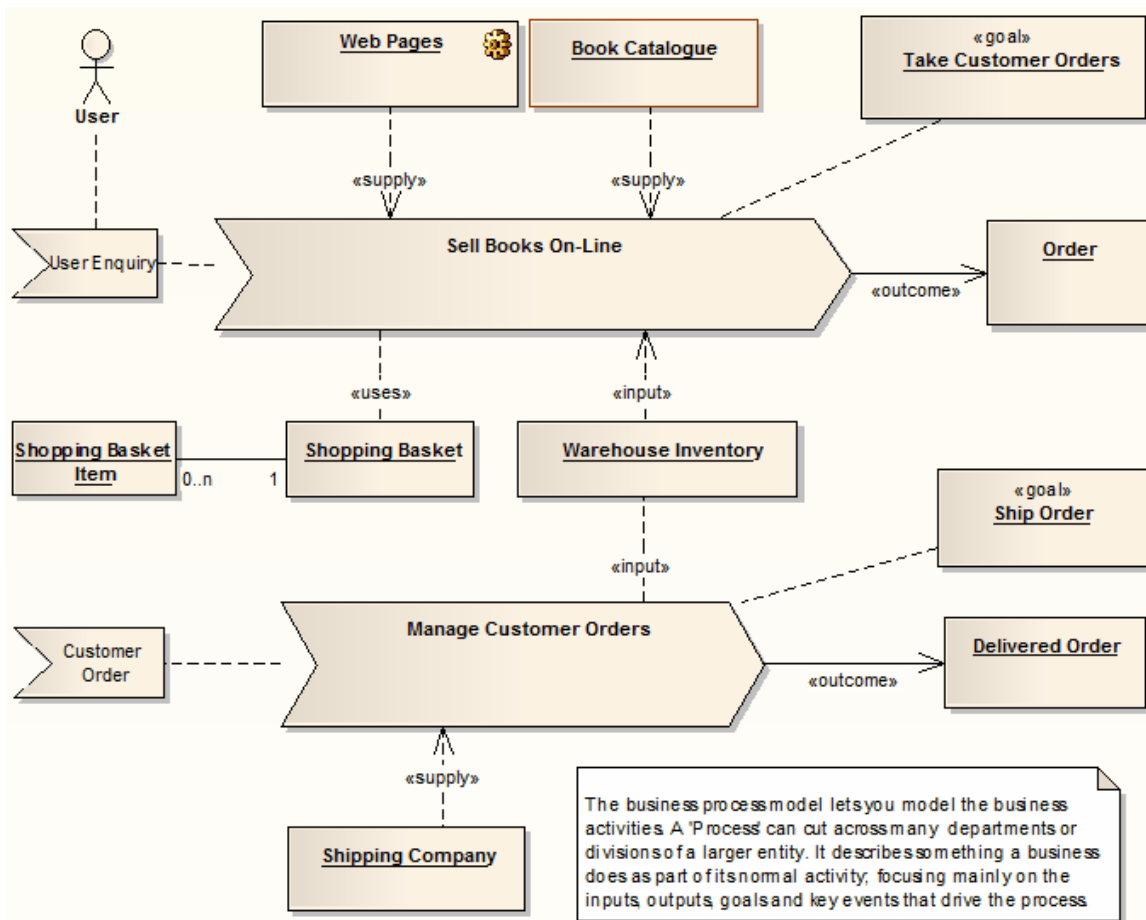 Web Pages
Book Catalogue
«goal»
Take Customer Orders
User
«supply»
«supply»
User Enquiry
Sell Books On-Line
Order
«outcome»
«uses»
«input»
Shopping Basket
Item
0..n
1
Shopping Basket
Warehouse Inventory
«goal»
Ship Order
«input»
Customer
Order
Manage Customer Orders
Delivered Order
«outcome»
«supply»
Shipping Company
The business process model lets you model the business
activities. A 'Process' can cut across many departments or
divisions of a larger entity. It describes something a business
does as part of its normal activity; focusing mainly on the
inputs, outputs, goals and key events that drive the process.